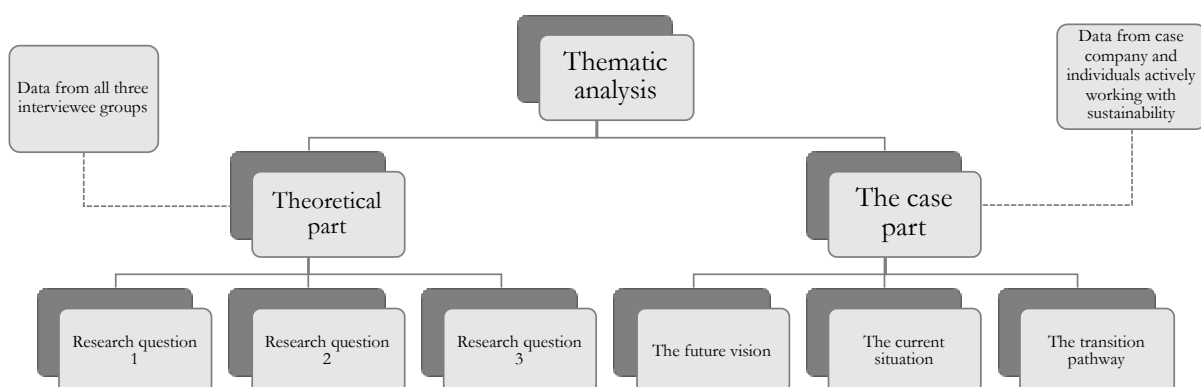 Thematic
analysis
Data from all three
interviewee groups
Data from case
company and
individuals actively
working with
sustainability
Theoretical
part
The case
part
Research question
1
Research question
2
Research question
3
The future vision
The current
situation
The transition
pathway